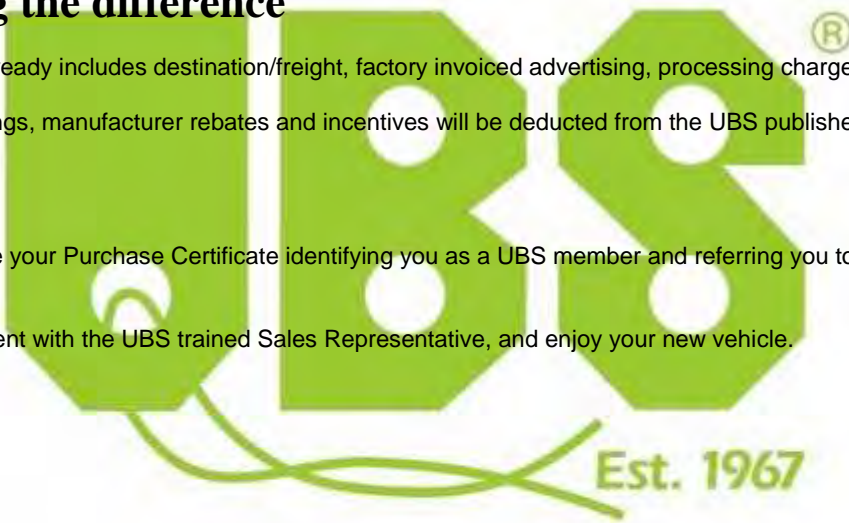 g the difference
®
eady includes destination/freight, factory invoiced advertising, processing charge
ngs, manufacturer rebates and incentives will be deducted from the UBS publishe
UBS
e your Purchase Certificate identifying you as a UBS member and referring you to
ent with the UBS trained Sales Representative, and enjoy your new vehicle.
Est. 1967